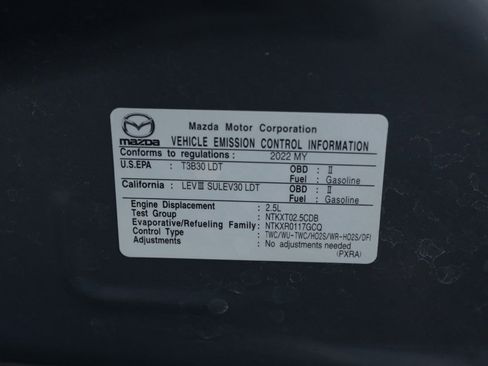 mazda
Mazda Motor Corporation
VEHICLE EMISSION CONTROL INFORMATION
Conforms to regulations : 2022 MY
U.S.EPA : T3B30 LDT OBD : II
Fuel : Gasoline
California : LEVIII SULEV30 LDT OBD : II
Fuel : Gasoline
Engine Displacement : 2.5L
Test Group : NTKXT02.5CDB
Evaporative/Refueling Family : NTKXR0117GCQ
Control Type : TWC/WU-TWC/HO2S/WR-HO2S/DFI
Adjustments : No adjustments needed
(PXRA)